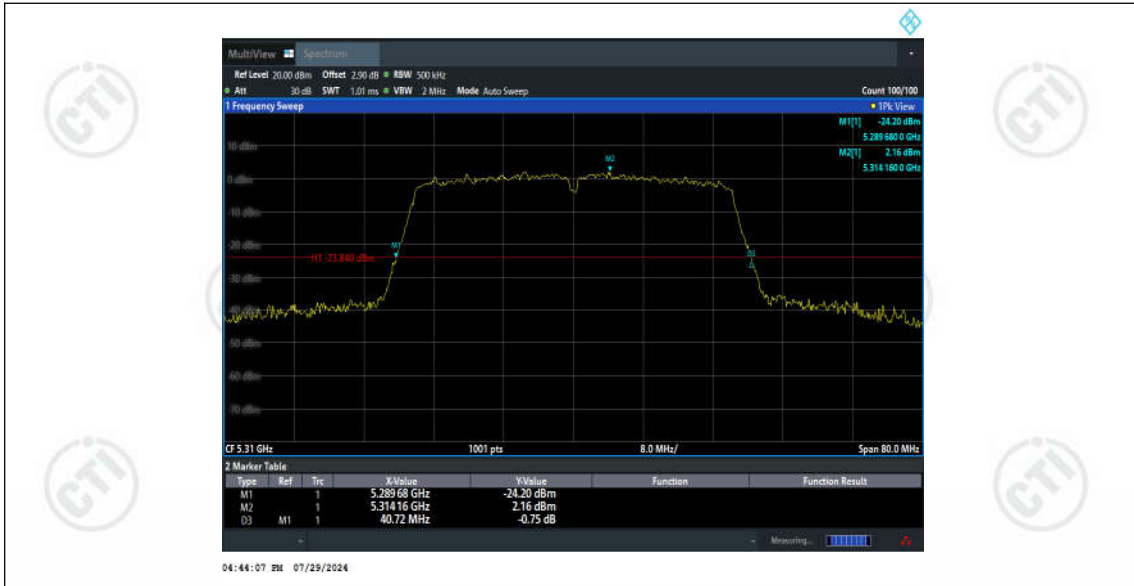 MultiView Spectrum
Ref Level 20.00 dBm Offset 2.90 dB RBW 500 kHz
Att 30 dB SWT 1.01 ms VBW 2 MHz Mode Auto Sweep Count 100/100
1 Frequency Sweep 1Pk View
M1[1] -24.20 dBm
5.289 680 0 GHz
M2[1] 2.16 dBm
5.314 160 0 GHz
10 dBm
M2
0 dBm
-10 dBm
-20 dBm
M1
H1 -23.840 dBm
D3
-30 dBm
-40 dBm
-50 dBm
-60 dBm
-70 dBm
CF 5.31 GHz 1001 pts 8.0 MHz/ Span 80.0 MHz
2 Marker Table
Type Ref Trc X-Value Y-Value Function Function Result
M1 1 5.289 68 GHz -24.20 dBm
M2 1 5.314 16 GHz 2.16 dBm
D3 M1 1 40.72 MHz -0.75 dB
Measuring...
04:44:07 PM 07/29/2024
CTI
CTI
CTI
CTI